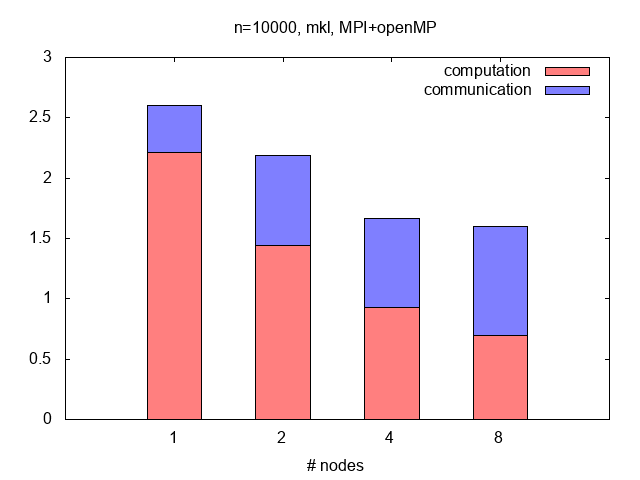 n=10000, mkl, MPI+openMP
3
computation
communication
2.5
2
1.5
1
0.5
0
1 2 4 8
# nodes